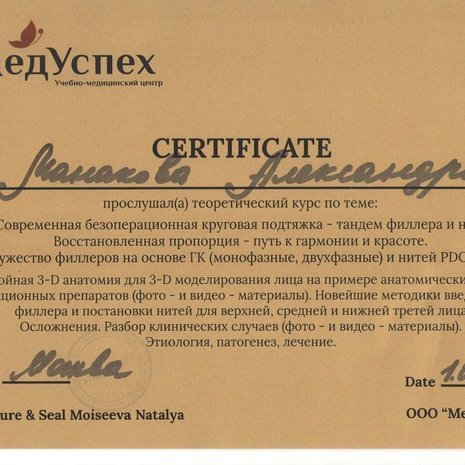 едУспех
Учебно-медицинский центр
CERTIFICATE
Манакова Александр
прослушал(а) теоретический курс по теме:
Современная безоперационная круговая подтяжка - тандем филлера и н
Восстановленная пропорция - путь к гармонии и красоте.
ужество филлеров на основе ГК (монофазные, двухфазные) и нитей PDO
ойная 3-D анатомия для 3-D моделирования лица на примере анатомически
ционных препаратов (фото - и видео - материалы). Новейшие методики вве
филлера и постановки нитей для верхней, средней и нижней третей лица
Осложнения. Разбор клинических случаев (фото - и видео - материалы).
Этиология, патогенез, лечение.
Москва
Date
ure & Seal Moiseeva Natalya
ООО “Ме